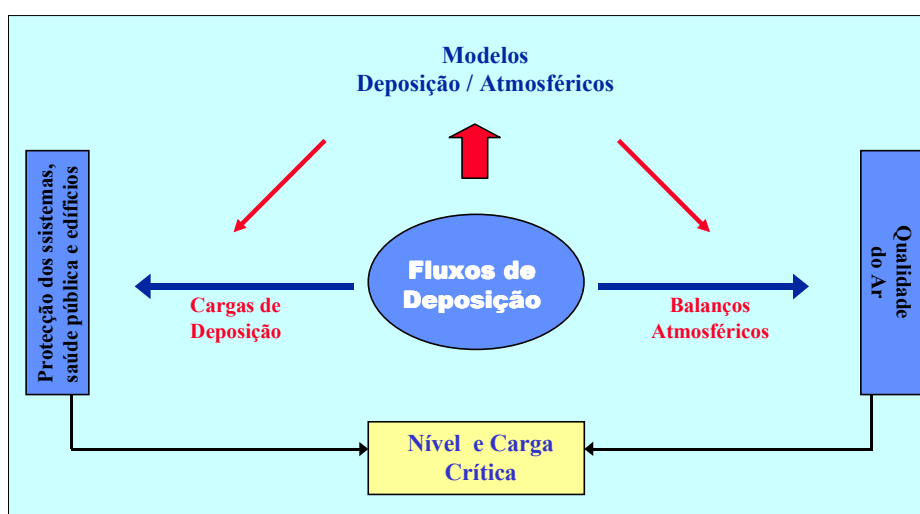 Modelos
Deposição / Atmosféricos
Protecção dos ssistemas,
saúde pública e edíficios
Fluxos de
Deposição
Cargas de
Deposição
Balanços
Atmosféricos
Qualidade
do Ar
Nível e Carga
Crítica